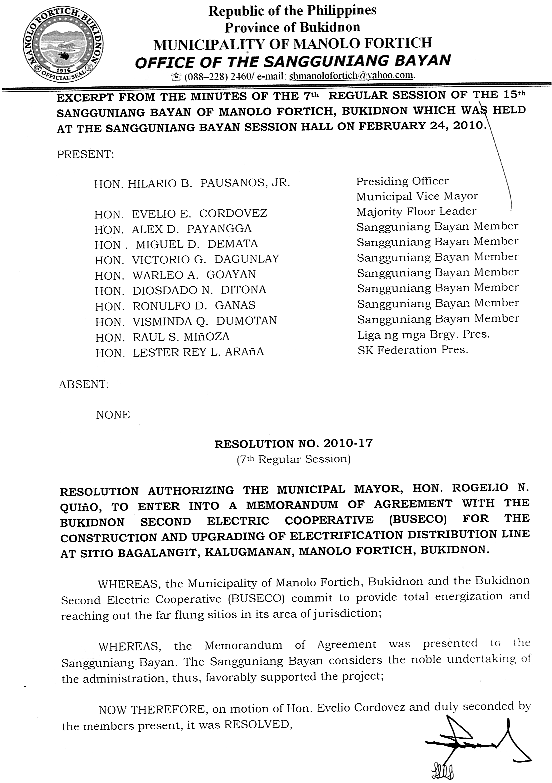 MANOLO FORTICH, BUKIDNON
1914
OFFICIAL SEAL
Republic of the Philippines
Province of Bukidnon
MUNICIPALITY OF MANOLO FORTICH
OFFICE OF THE SANGGUNIANG BAYAN
☏ (088–228) 2460/ e-mail: sbmanolofortich@yahoo.com.
EXCERPT FROM THE MINUTES OF THE 7th REGULAR SESSION OF THE 15th
SANGGUNIANG BAYAN OF MANOLO FORTICH, BUKIDNON WHICH WAS HELD
AT THE SANGGUNIANG BAYAN SESSION HALL ON FEBRUARY 24, 2010.
PRESENT:
HON. HILARIO B. PAUSANOS, JR. Presiding Officer
Municipal Vice Mayor
HON. EVELIO E. CORDOVEZ Majority Floor Leader
HON. ALEX D. PAYANGGA Sangguniang Bayan Member
HON . MIGUEL D. DEMATA Sangguniang Bayan Member
HON. VICTORIO G. DAGUNLAY Sangguniang Bayan Member
HON. WARLEO A. GOAYAN Sangguniang Bayan Member
HON. DIOSDADO N. DITONA Sangguniang Bayan Member
HON. RONULFO D. GANAS Sangguniang Bayan Member
HON. VISMINDA Q. DUMOTAN Sangguniang Bayan Member
HON. RAUL S. MIñOZA Liga ng mga Brgy. Pres.
HON. LESTER REY L. ARAñA SK Federation Pres.
ABSENT:
NONE
RESOLUTION NO. 2010-17
(7th Regular Session)
RESOLUTION AUTHORIZING THE MUNICIPAL MAYOR, HON. ROGELIO N.
QUIñO, TO ENTER INTO A MEMORANDUM OF AGREEMENT WITH THE
BUKIDNON SECOND ELECTRIC COOPERATIVE (BUSECO) FOR THE
CONSTRUCTION AND UPGRADING OF ELECTRIFICATION DISTRIBUTION LINE
AT SITIO BAGALANGIT, KALUGMANAN, MANOLO FORTICH, BUKIDNON.
WHEREAS, the Municipality of Manolo Fortich, Bukidnon and the Bukidnon
Second Electric Cooperative (BUSECO) commit to provide total energization and
reaching out the far flung sitios in its area of jurisdiction;
WHEREAS, the Memorandum of Agreement was presented to the
Sangguniang Bayan. The Sangguniang Bayan considers the noble undertaking of
the administration, thus, favorably supported the project;
NOW THEREFORE, on motion of Hon. Evelio Cordovez and duly seconded by
the members present, it was RESOLVED,